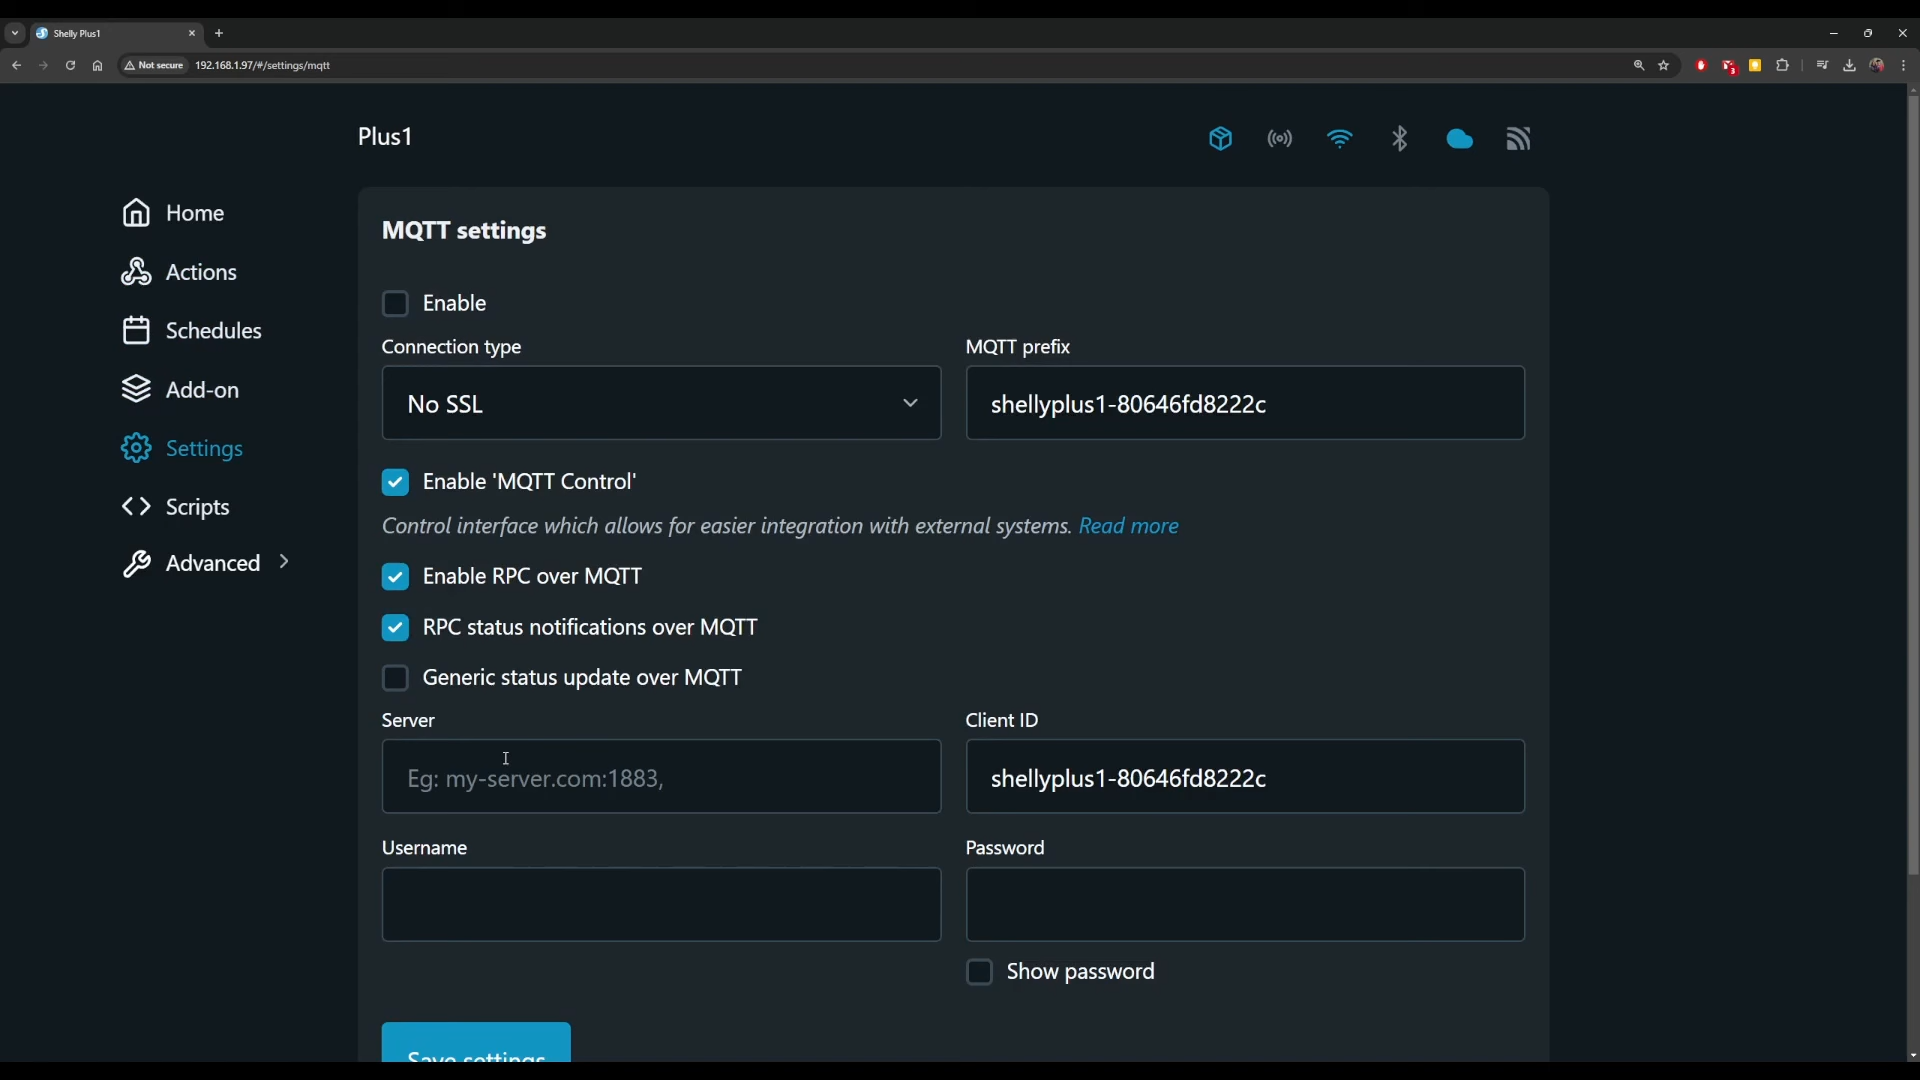 Shelly Plus1
Not secure
192.168.1.97/#/settings/mqtt
3
Plus1
Home
Actions
Schedules
Add-on
Settings
Scripts
Advanced
MQTT settings
Enable
Connection type
MQTT prefix
No SSL
shellyplus1-80646fd8222c
Enable 'MQTT Control'
Control interface which allows for easier integration with external systems. Read more
Enable RPC over MQTT
RPC status notifications over MQTT
Generic status update over MQTT
Server
Client ID
Eg: my-server.com:1883,
shellyplus1-80646fd8222c
Username
Password
Show password
Save settings